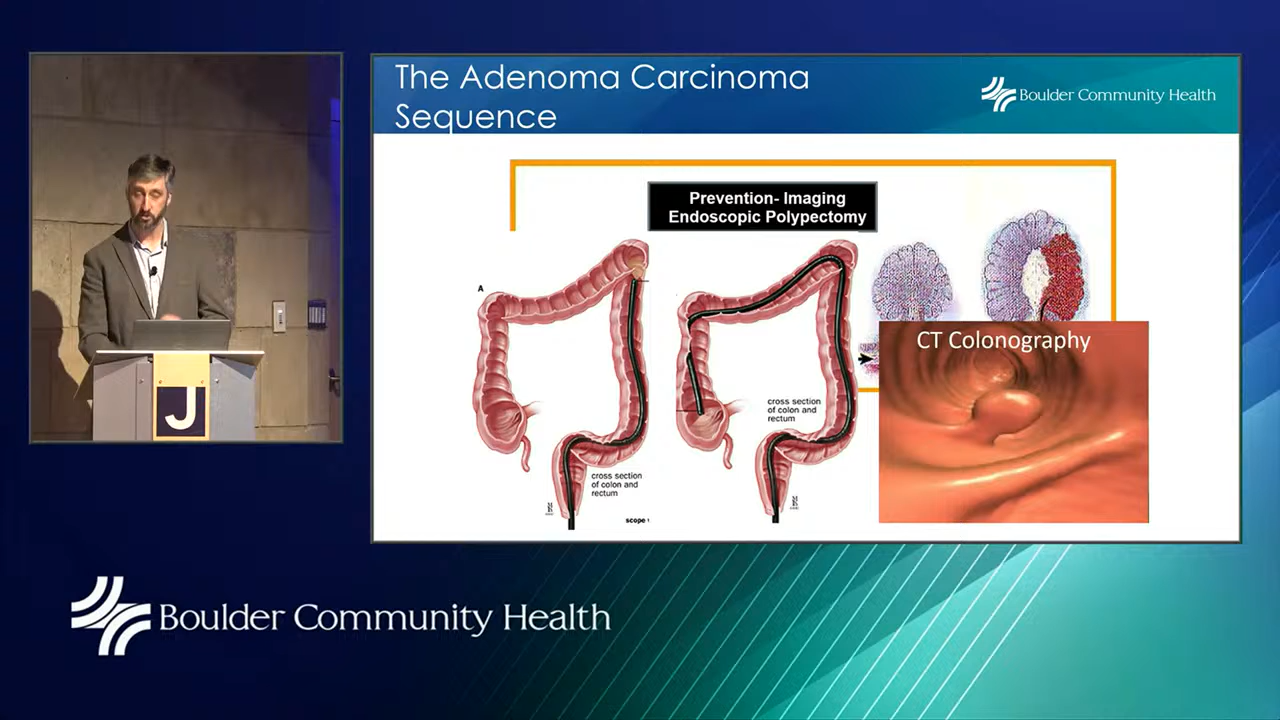 The Adenoma Carcinoma
Sequence
Boulder Community Health
Prevention- Imaging
Endoscopic Polypectomy
A
CT Colonography
cross section
of colon and
rectum
cross section
of colon and
rectum
scope
J
Boulder Community Health